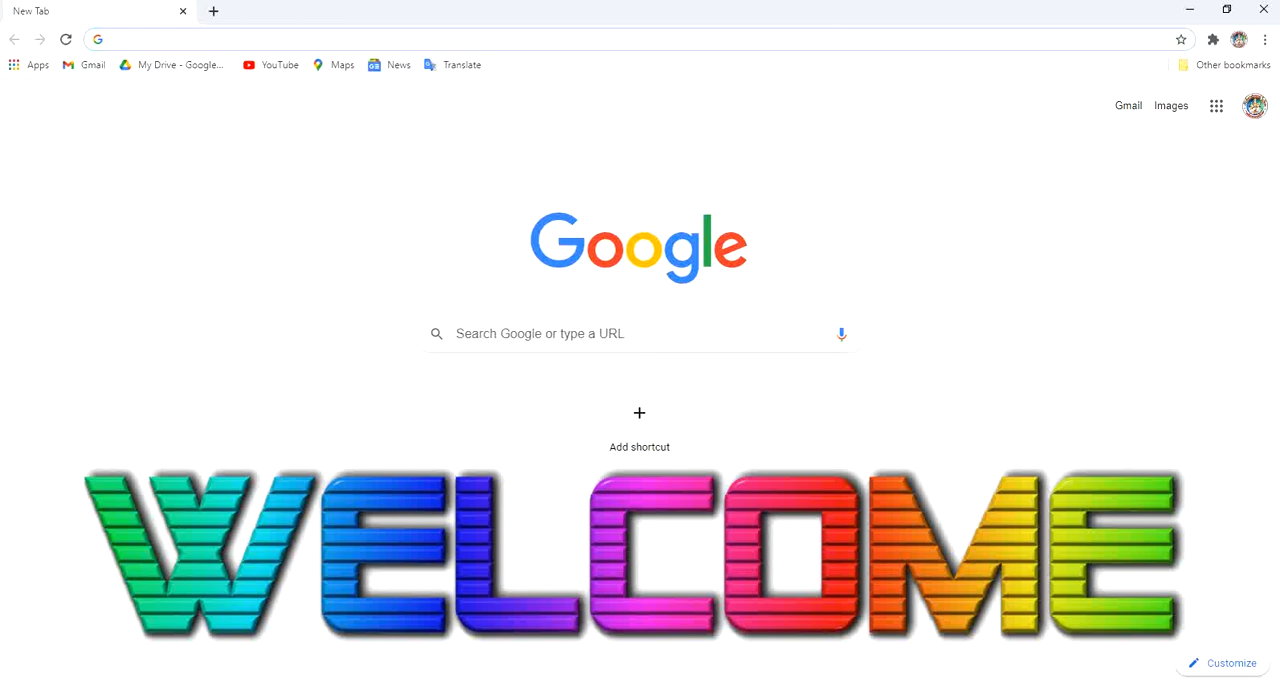 New Tab
Apps Gmail My Drive - Google... YouTube Maps News Translate Other bookmarks
Gmail Images
Google
Search Google or type a URL
Add shortcut
WELCOME
Customize